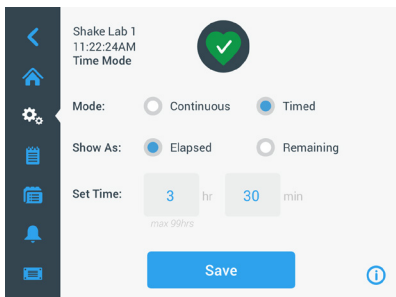 Shake Lab 1
11:22:24AM
Time Mode
Mode: Continuous Timed
Show As: Elapsed Remaining
Set Time: 3 hr 30 min
max 99hrs
Save